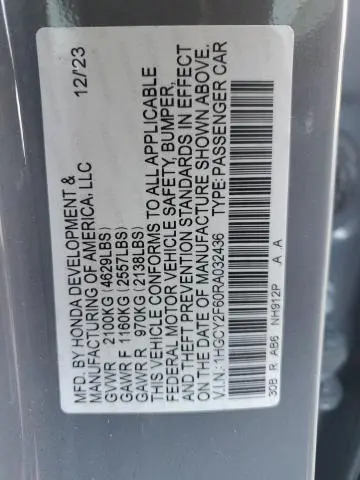 MFD. BY HONDA DEVELOPMENT & 12/'23
MANUFACTURING OF AMERICA, LLC
GVWR 2100KG (4629LBS)
GAWR F 1160KG (2557LBS)
GAWR R 970KG (2138LBS)
THIS VEHICLE CONFORMS TO ALL APPLICABLE
FEDERAL MOTOR VEHICLE SAFETY, BUMPER,
AND THEFT PREVENTION STANDARDS IN EFFECT
ON THE DATE OF MANUFACTURE SHOWN ABOVE.
V.I.N.: 1HGCY2F60RA032436 TYPE: PASSENGER CAR
30B R AB6 NH912P A A